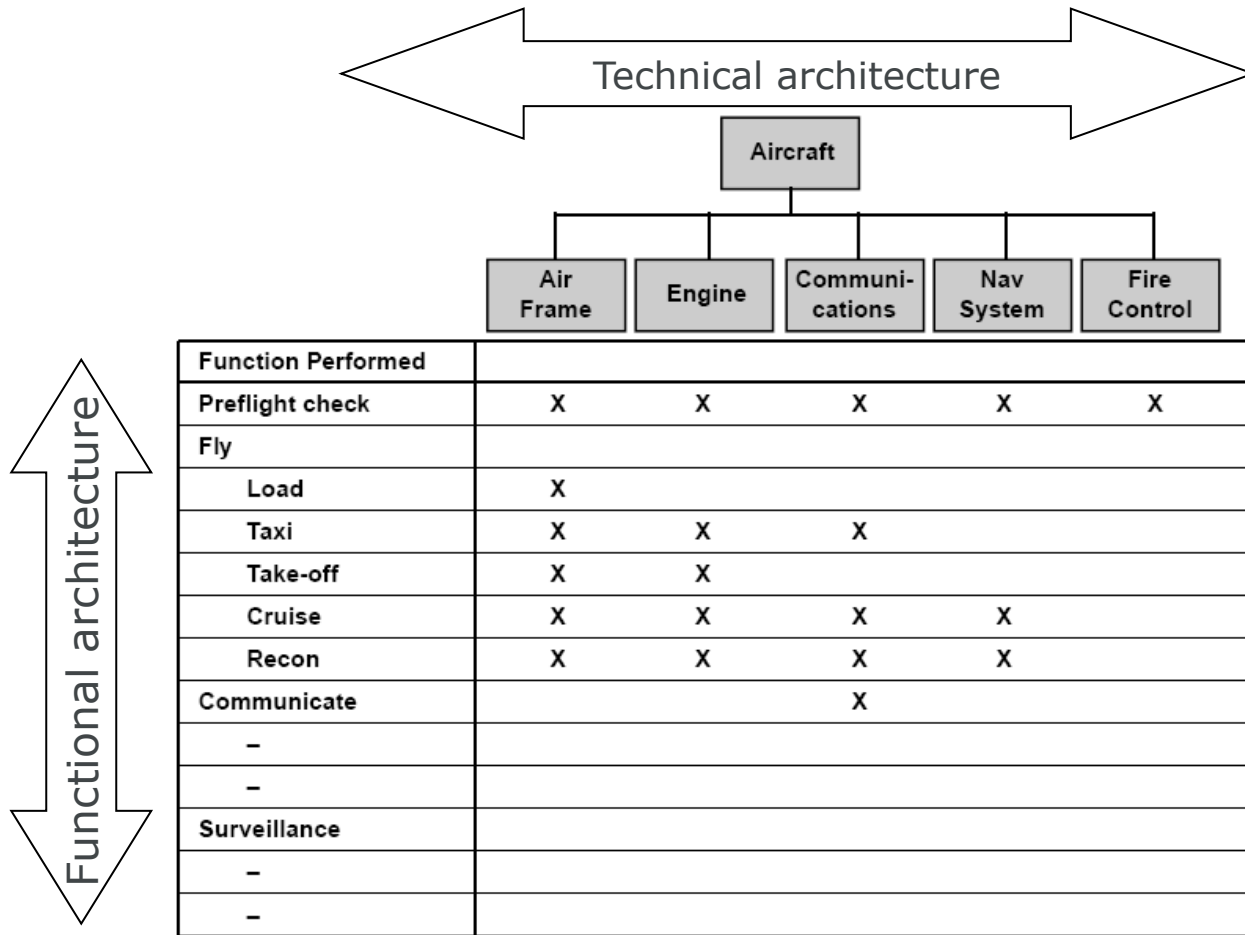 Technical architecture
Aircraft
Air
Frame
Engine
Communi-
cations
Nav
System
Fire
Control
Functional architecture
Function Performed
Preflight check X X X X X
Fly
Load X
Taxi X X X
Take-off X X
Cruise X X X X
Recon X X X X
Communicate X
–
–
Surveillance
–
–